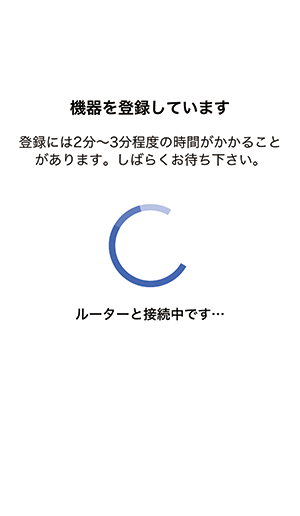 機器を登録しています
登録には2分〜3分程度の時間がかかること
があります。しばらくお待ち下さい。
ルーターと接続中です…